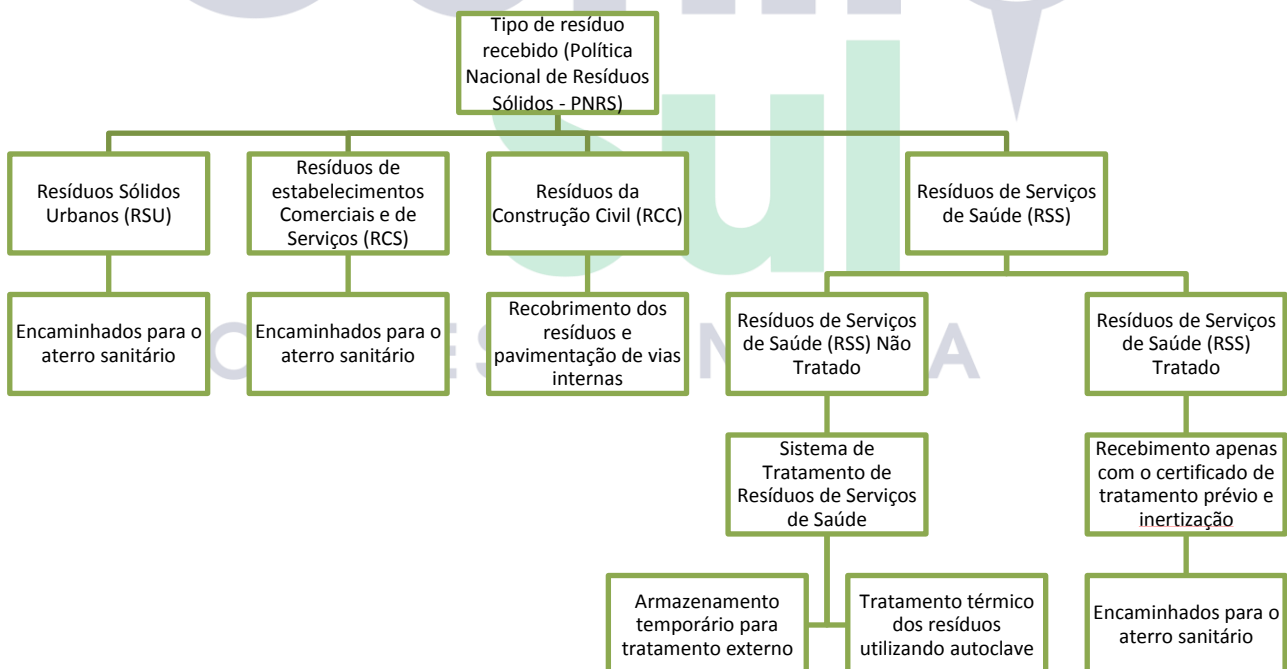 Tipo de resíduo
recebido (Política
Nacional de Resíduos
Sólidos - PNRS)
Resíduos Sólidos
Urbanos (RSU)
Resíduos de
estabelecimentos
Comerciais e de
Serviços (RCS)
Resíduos da
Construção Civil (RCC)
Resíduos de Serviços
de Saúde (RSS)
Encaminhados para o
aterro sanitário
Encaminhados para o
aterro sanitário
Recobrimento dos
resíduos e
pavimentação de vias
internas
Resíduos de Serviços
de Saúde (RSS) Não
Tratado
Resíduos de Serviços
de Saúde (RSS)
Tratado
Sistema de
Tratamento de
Resíduos de Serviços
de Saúde
Recebimento apenas
com o certificado de
tratamento prévio e
inertização
Armazenamento
temporário para
tratamento externo
Tratamento térmico
dos resíduos
utilizando autoclave
Encaminhados para o
aterro sanitário
sul